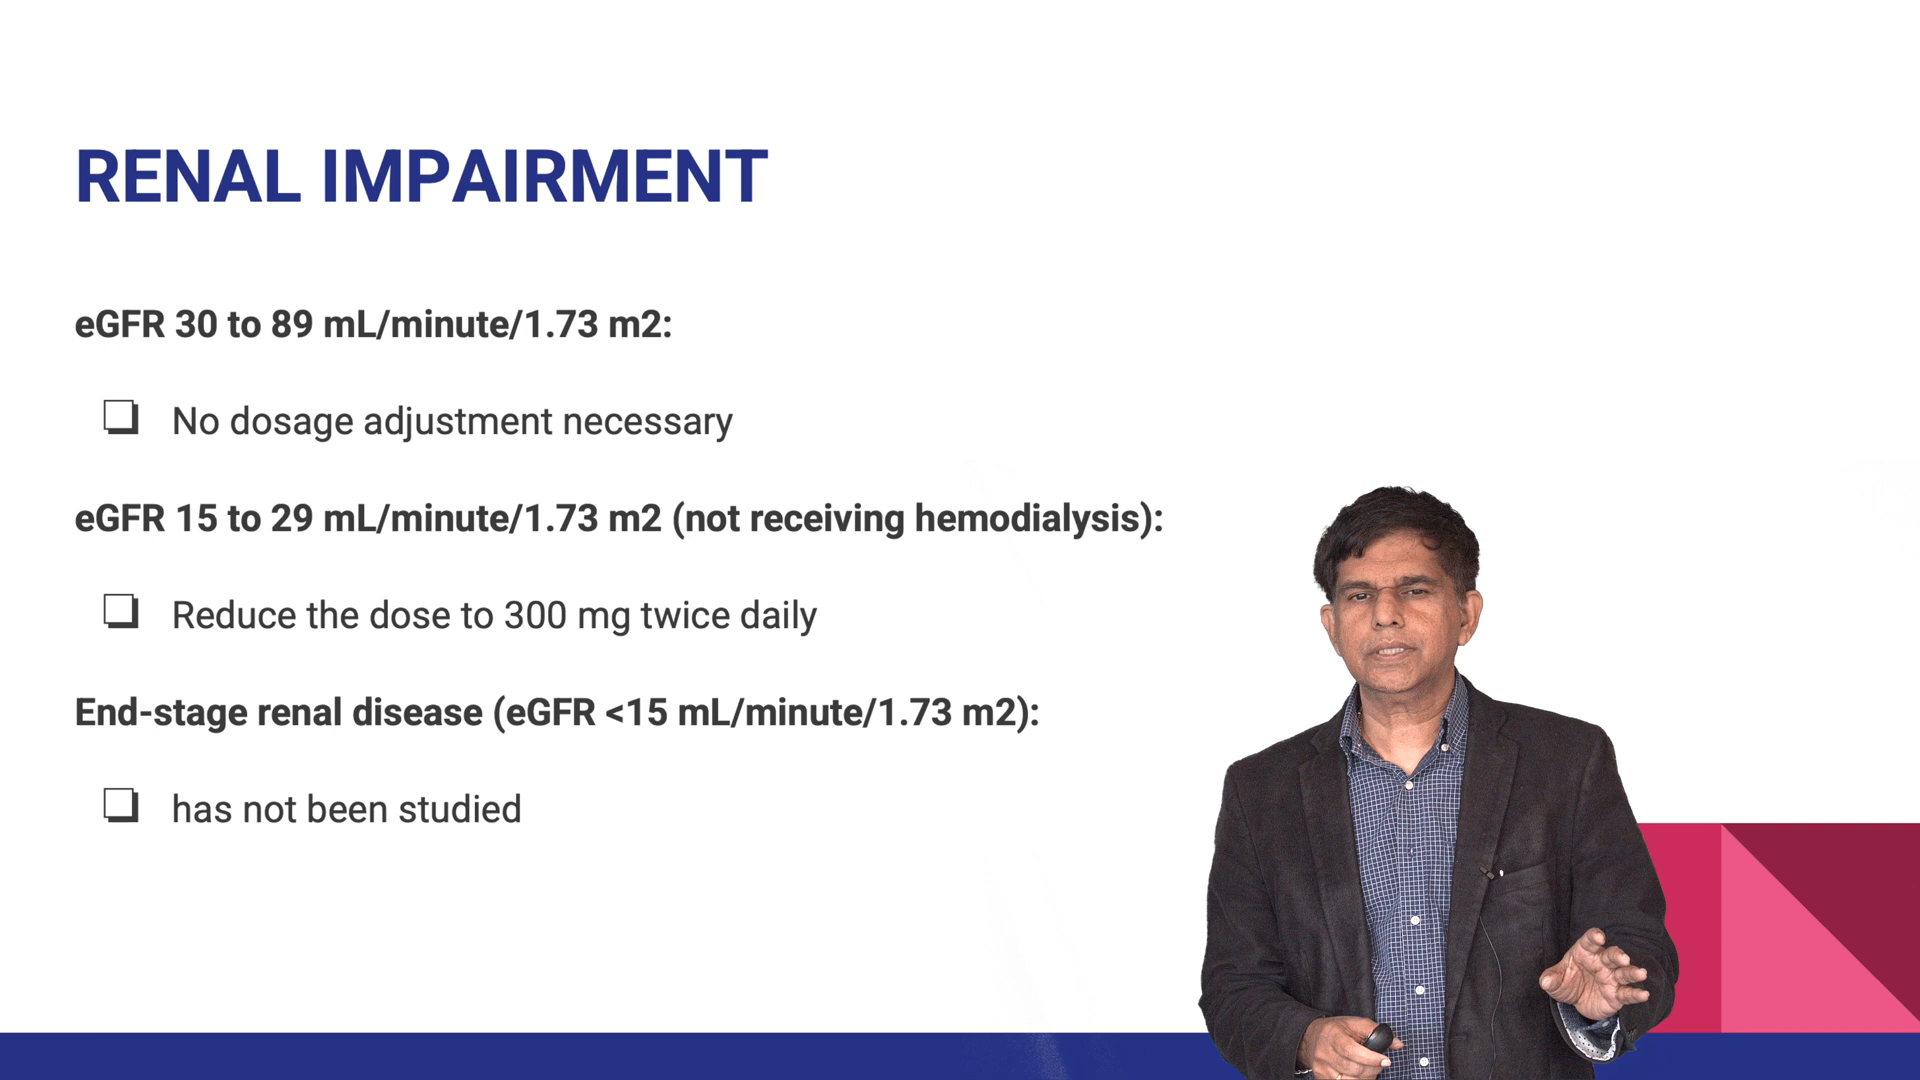 RENAL IMPAIRMENT
eGFR 30 to 89 mL/minute/1.73 m2:
No dosage adjustment necessary
eGFR 15 to 29 mL/minute/1.73 m2 (not receiving hemodialysis):
Reduce the dose to 300 mg twice daily
End-stage renal disease (eGFR <15 mL/minute/1.73 m2):
has not been studied